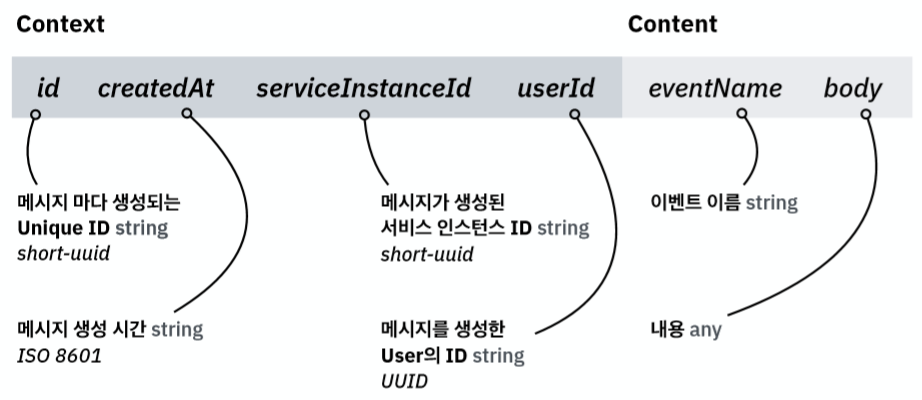 Context
Content
id createdAt serviceInstanceId userId eventName body
메시지 마다 생성되는
Unique ID string
short-uuid
메시지가 생성된
서비스 인스턴스 ID string
short-uuid
이벤트 이름 string
메시지 생성 시간 string
ISO 8601
메시지를 생성한
User의 ID string
UUID
내용 any